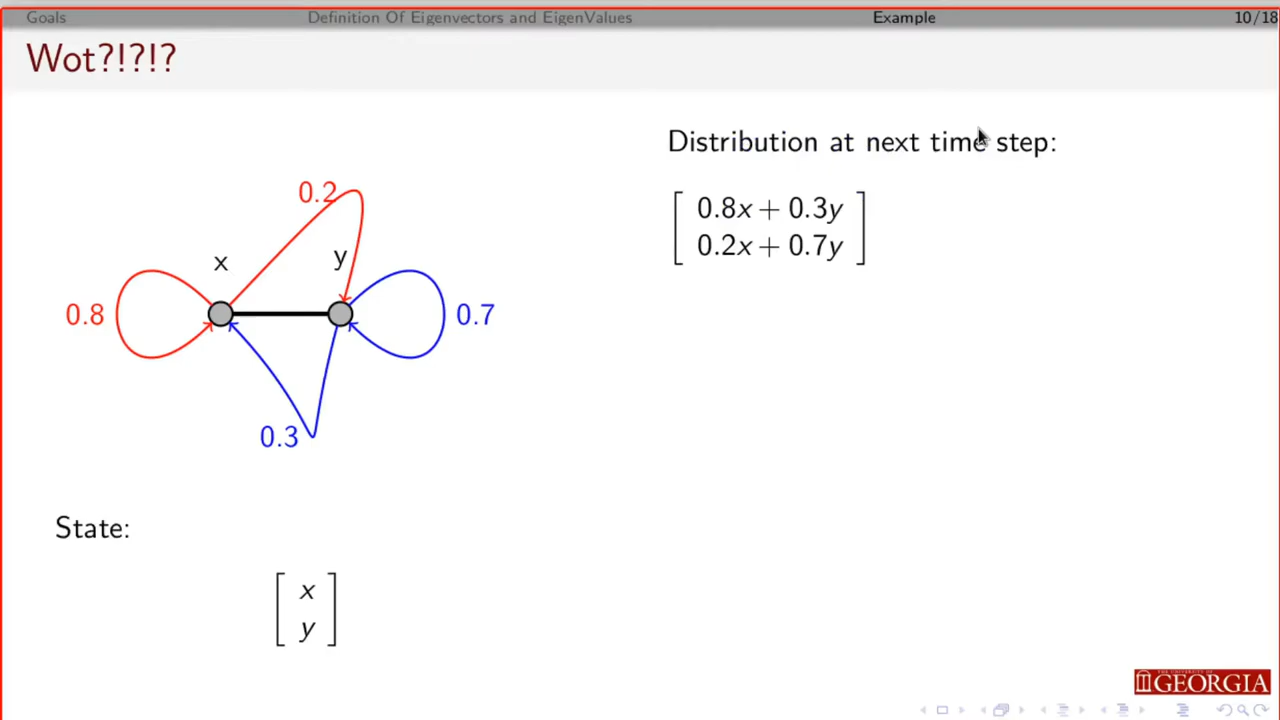 Goals Definition Of Eigenvectors and EigenValues Example 10/18
Wot?!?!?
Distribution at next time step:
0.8x + 0.3y
0.2x + 0.7y
0.2
x y
0.8 0.7
0.3
State:
x
y
GEORGIA